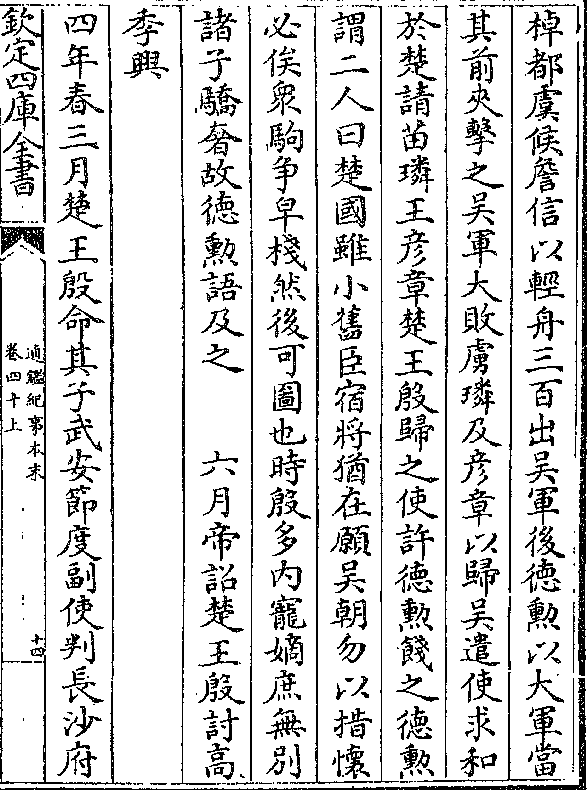 棹都虞候詹信以輕舟三百出吳軍後德勲以大軍當
其前夾擊之吳軍大敗虜璘及彦章以歸吳遣使求和
於楚請苗璘王彦章楚王殷歸之使許德勲餞之德勲
謂二人曰楚國雖小舊臣宿將猶在願吳朝勿以措懷
必俟衆駒争皁棧然後可圖也時殷多内寵嫡庶無別
諸子驕奢故德勲語及之　　六月帝詔楚王殷討髙
季興
四年春三月楚王殷命其子武安節度副使判長沙府
欽定四庫全書
通鑑紀事本末
卷四十上
十四